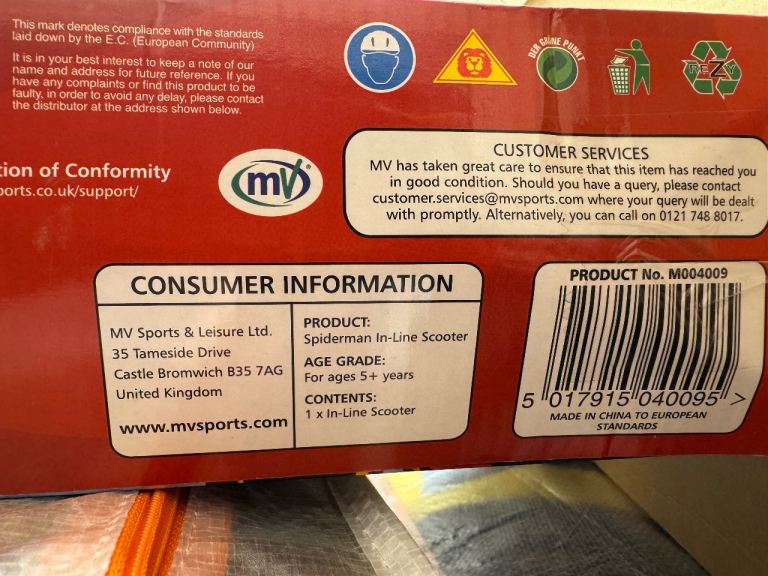 This mark denotes compliance with the standards
laid down by the E.C. (European Community)
It is in your best interest to keep a note of our
name and address for future reference. If you
have any complaints or find this product to be
faulty, in order to avoid any delay, please contact
the distributor at the address shown below.
DER GRÜNE PUNKT
REZY
tion of Conformity
ports.co.uk/support/
mv®
CUSTOMER SERVICES
MV has taken great care to ensure that this item has reached you
in good condition. Should you have a query, please contact
customer.services@mvsports.com where your query will be dealt
with promptly. Alternatively, you can call on 0121 748 8017.
CONSUMER INFORMATION
MV Sports & Leisure Ltd.
35 Tameside Drive
Castle Bromwich B35 7AG
United Kingdom
www.mvsports.com
PRODUCT:
Spiderman In-Line Scooter
AGE GRADE:
For ages 5+ years
CONTENTS:
1 x In-Line Scooter
PRODUCT No. M004009
5 017915 040095 >
MADE IN CHINA TO EUROPEAN
STANDARDS